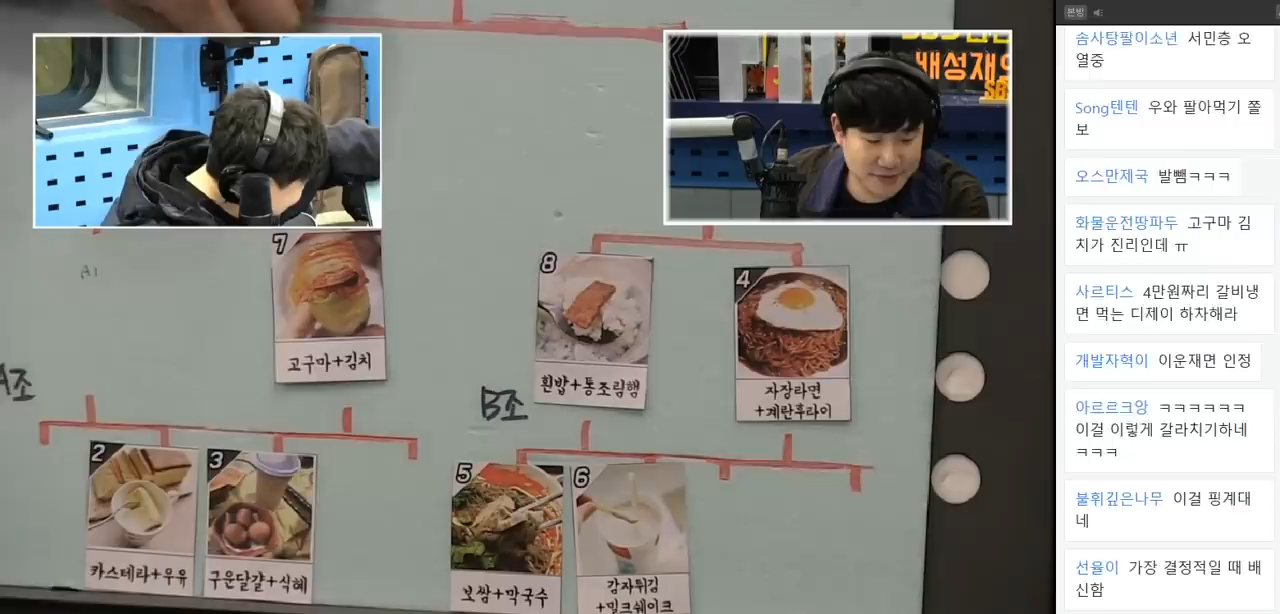 배성재의
A1
7
고구마+김치
8
흰밥+통조림햄
4
자장라면
+계란후라이
A조
B조
2
카스테라+우유
3
구운달걀+식혜
5
보쌈+막국수
6
감자튀김
+밀크쉐이크
본방
솜사탕팔이소년 서민층 오
열중
Song텐텐 우와 팔아먹기 쫄
보
오스만제국 발뺌ㅋㅋㅋ
화물운전땅파두 고구마 김
치가 진리인데 ㅠ
사르티스 4만원짜리 갈비냉
면 먹는 디제이 하차해라
개발자혁이 이운재면 인정
아르르크앙 ㅋㅋㅋㅋㅋㅋ
이걸 이렇게 갈라치기하네
ㅋㅋㅋ
불휘깊은나무 이걸 핑계대
네
선율이 가장 결정적일 때 배
신함